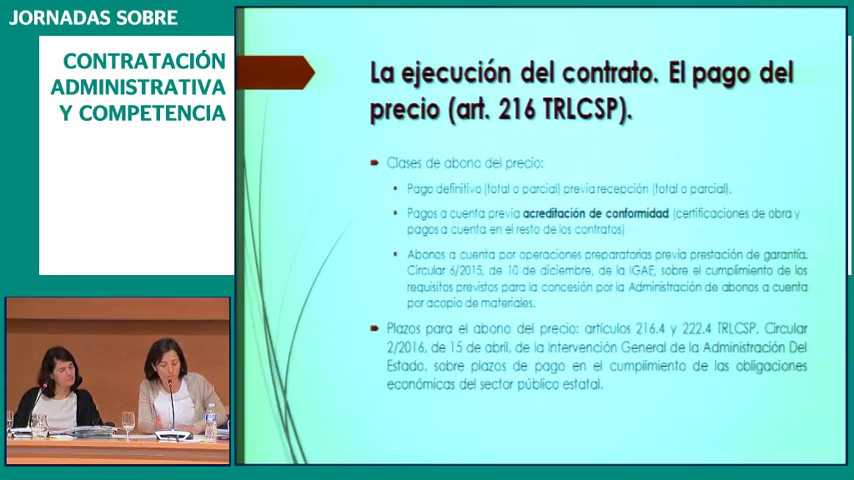 JORNADAS SOBRE
CONTRATACIÓN
ADMINISTRATIVA
Y COMPETENCIA
La ejecución del contrato. El pago del
precio (art. 216 TRLCSP).
Clases de abono del precio:
Pago definitivo (total o parcial) previa recepción (total o parcial).
Pagos a cuenta previa acreditación de conformidad (certificaciones de obra y
pagos a cuenta en el resto de los contratos)
Abonos a cuenta por operaciones preparatorias previa prestación de garantía.
Circular 6/2015, de 10 de diciembre, de la IGAE, sobre el cumplimiento de los
requisitos previstos para la concesión por la Administración de abonos a cuenta
por acopio de materiales.
Plazos para el abono del precio: artículos 216.4 y 222.4 TRLCSP. Circular
2/2016, de 15 de abril, de la Intervención General de la Administración Del
Estado, sobre plazos de pago en el cumplimiento de las obligaciones
económicas del sector público estatal.